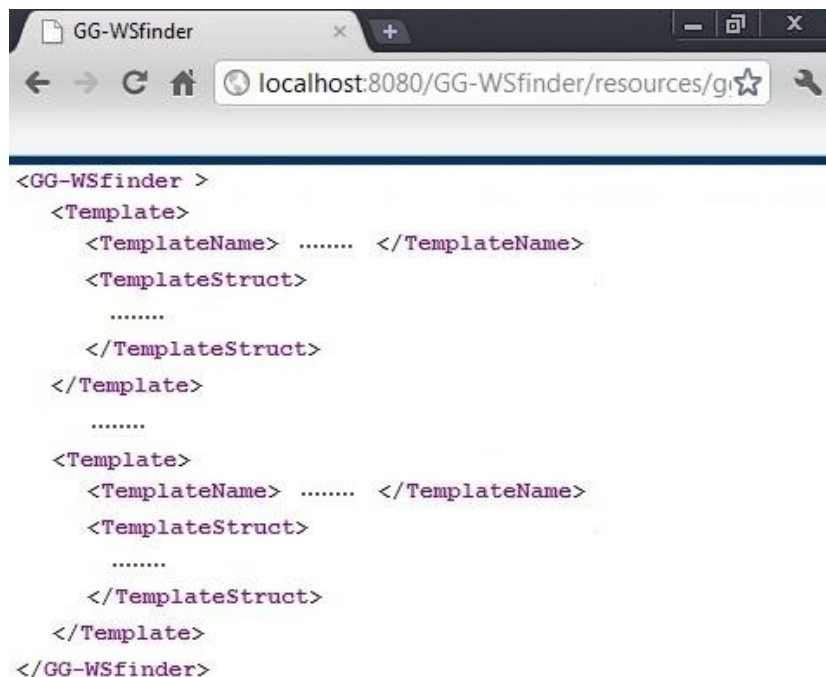 GG-WSfinder
localhost:8080/GG-WSfinder/resources/g
<GG-WSfinder >
<Template>
<TemplateName> ........ </TemplateName>
<TemplateStruct>
........
</TemplateStruct>
</Template>
........
<Template>
<TemplateName> ........ </TemplateName>
<TemplateStruct>
........
</TemplateStruct>
</Template>
</GG-WSfinder>